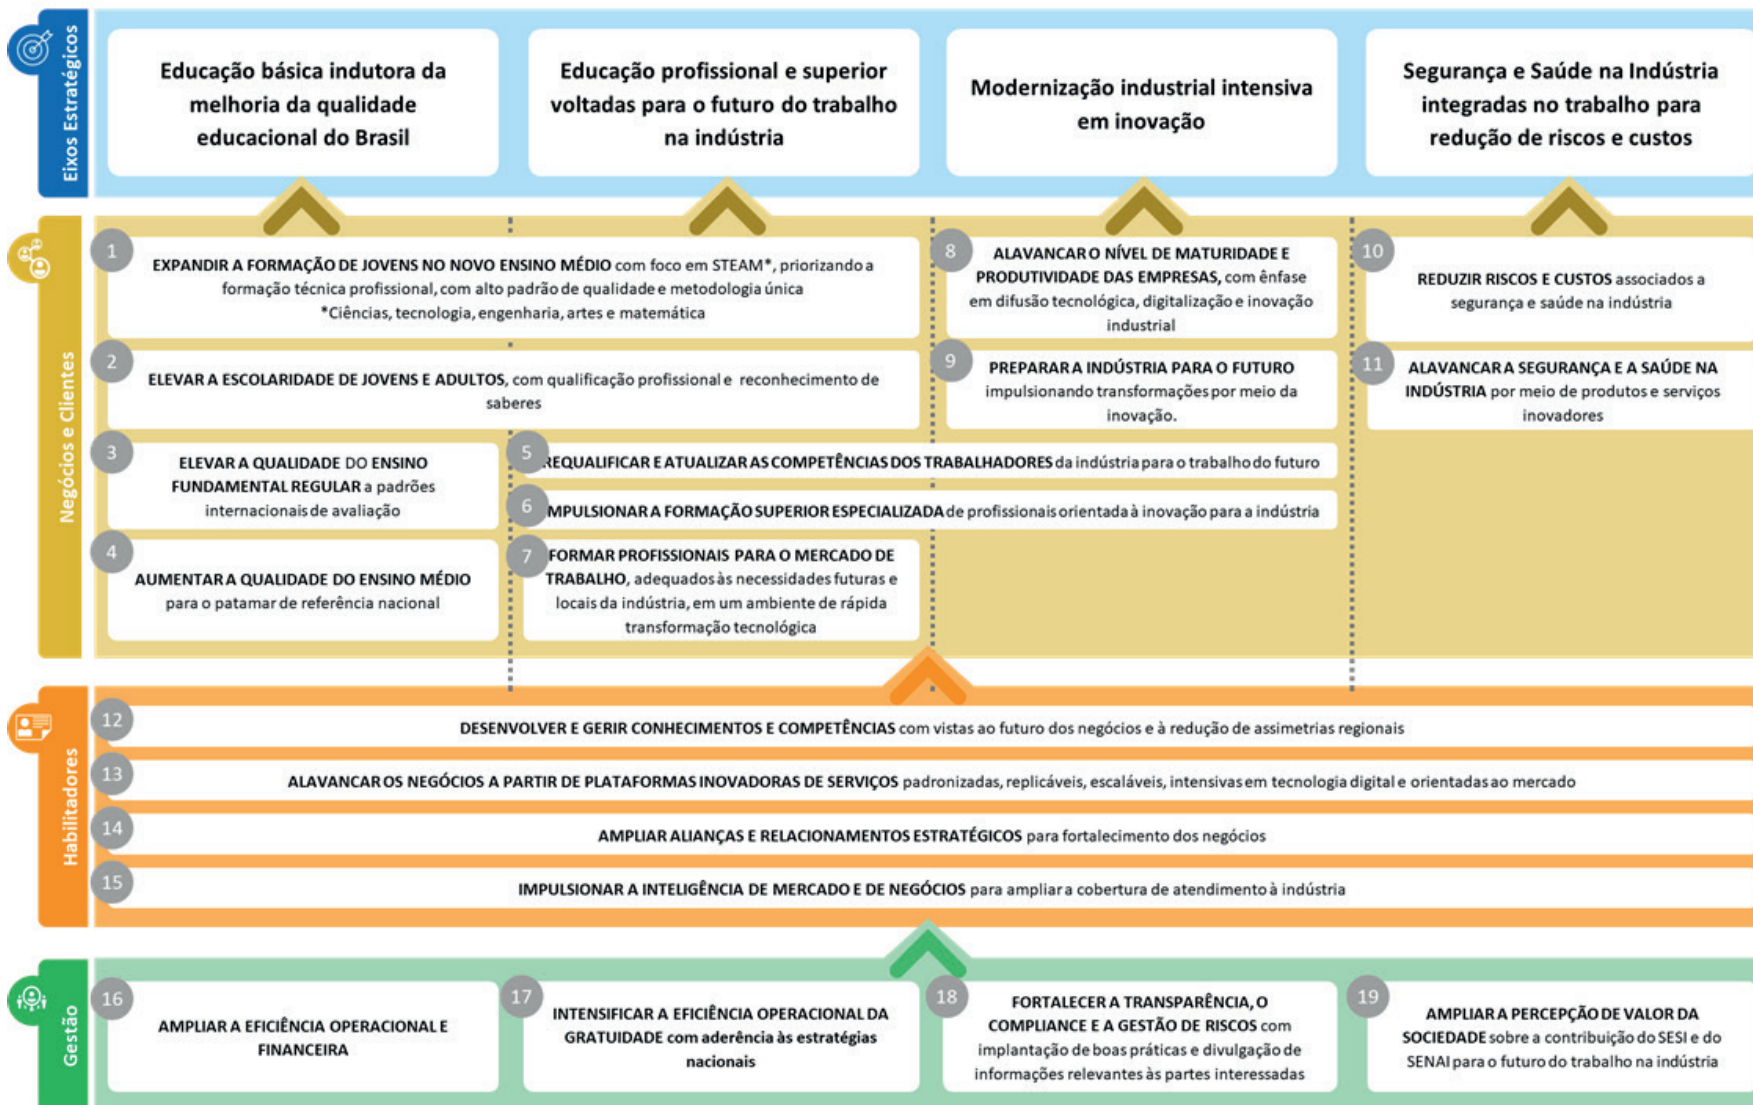 Eixos Estratégicos
Educação básica indutora da
melhoria da qualidade
educacional do Brasil
Educação profissional e superior
voltadas para o futuro do trabalho
na indústria
Modernização industrial intensiva
em inovação
Segurança e Saúde na Indústria
integradas no trabalho para
redução de riscos e custos
Negócios e Clientes
1
EXPANDIR A FORMAÇÃO DE JOVENS NO NOVO ENSINO MÉDIO com foco em STEAM*, priorizando a
formação técnica profissional, com alto padrão de qualidade e metodologia única
*Ciências, tecnologia, engenharia, artes e matemática
2
ELEVAR A ESCOLARIDADE DE JOVENS E ADULTOS, com qualificação profissional e reconhecimento de
saberes
3
ELEVAR A QUALIDADE DO ENSINO
FUNDAMENTAL REGULAR a padrões
internacionais de avaliação
4
AUMENTAR A QUALIDADE DO ENSINO MÉDIO
para o patamar de referência nacional
5
REQUALIFICAR E ATUALIZAR AS COMPETÊNCIAS DOS TRABALHADORES da indústria para o trabalho do futuro
6
IMPULSIONAR A FORMAÇÃO SUPERIOR ESPECIALIZADA de profissionais orientada à inovação para a indústria
7
FORMAR PROFISSIONAIS PARA O MERCADO DE
TRABALHO, adequados às necessidades futuras e
locais da indústria, em um ambiente de rápida
transformação tecnológica
8
ALAVANCAR O NÍVEL DE MATURIDADE E
PRODUTIVIDADE DAS EMPRESAS, com ênfase
em difusão tecnológica, digitalização e inovação
industrial
9
PREPARAR A INDÚSTRIA PARA O FUTURO
impulsionando transformações por meio da
inovação.
10
REDUZIR RISCOS E CUSTOS associados a
segurança e saúde na indústria
11
ALAVANCAR A SEGURANÇA E A SAÚDE NA
INDÚSTRIA por meio de produtos e serviços
inovadores
Habilitadores
12
DESENVOLVER E GERIR CONHECIMENTOS E COMPETÊNCIAS com vistas ao futuro dos negócios e à redução de assimetrias regionais
13
ALAVANCAR OS NEGÓCIOS A PARTIR DE PLATAFORMAS INOVADORAS DE SERVIÇOS padronizadas, replicáveis, escaláveis, intensivas em tecnologia digital e orientadas ao mercado
14
AMPLIAR ALIANÇAS E RELACIONAMENTOS ESTRATÉGICOS para fortalecimento dos negócios
15
IMPULSIONAR A INTELIGÊNCIA DE MERCADO E DE NEGÓCIOS para ampliar a cobertura de atendimento à indústria
Gestão
16
AMPLIAR A EFICIÊNCIA OPERACIONAL E
FINANCEIRA
17
INTENSIFICAR A EFICIÊNCIA OPERACIONAL DA
GRATUIDADE com aderência às estratégias
nacionais
18
FORTALECER A TRANSPARÊNCIA, O
COMPLIANCE E A GESTÃO DE RISCOS com
implantação de boas práticas e divulgação de
informações relevantes às partes interessadas
19
AMPLIAR A PERCEPÇÃO DE VALOR DA
SOCIEDADE sobre a contribuição do SESI e do
SENAI para o futuro do trabalho na indústria